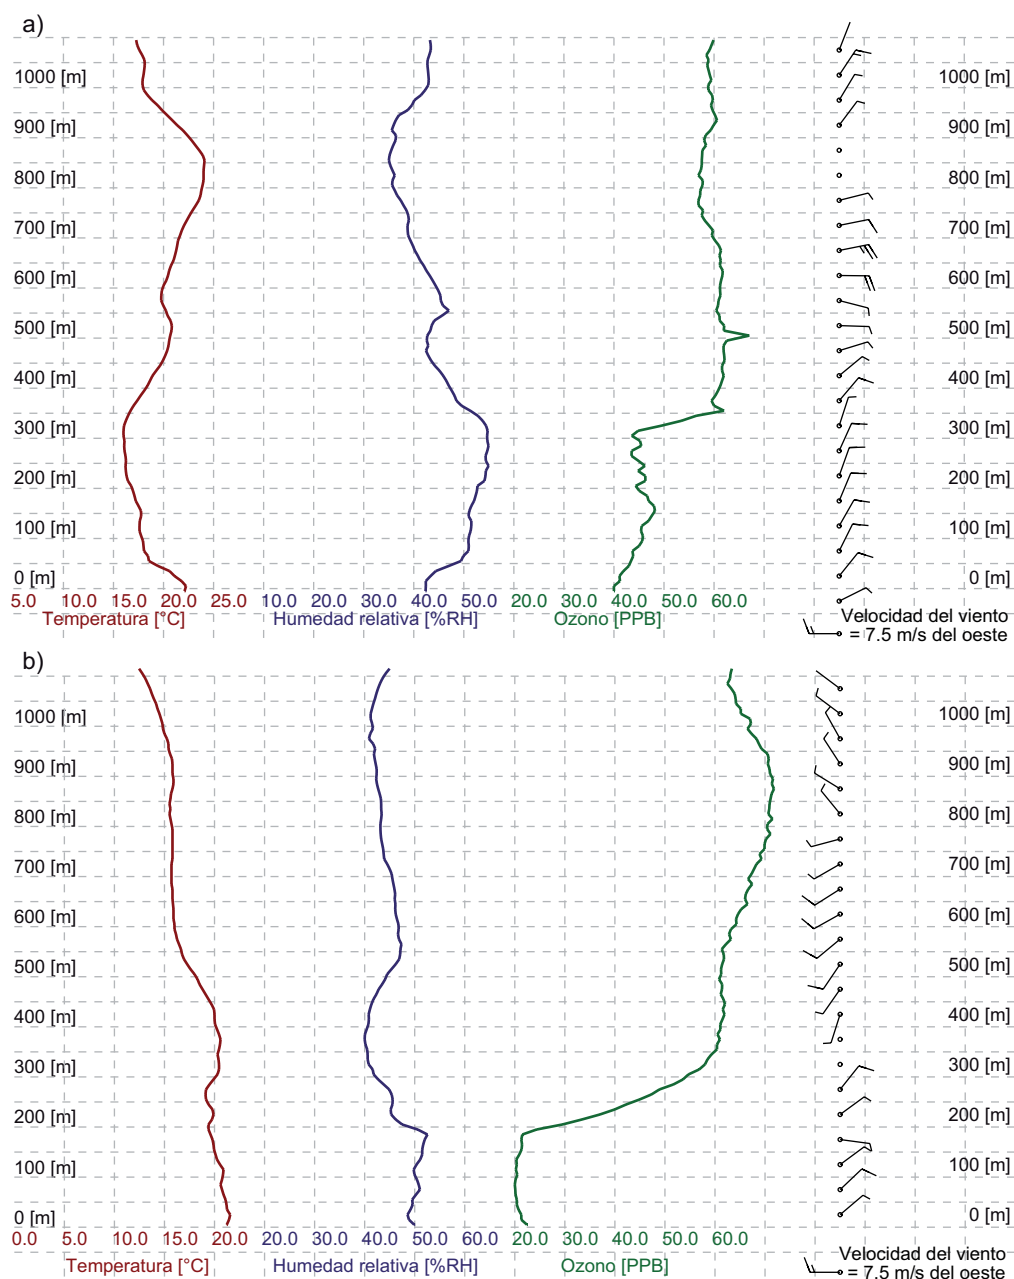 a)
1000 [m] 1000 [m]
900 [m] 900 [m]
800 [m] 800 [m]
700 [m] 700 [m]
600 [m] 600 [m]
500 [m] 500 [m]
400 [m] 400 [m]
300 [m] 300 [m]
200 [m] 200 [m]
100 [m] 100 [m]
0 [m] 0 [m]
5.0 10.0 15.0 20.0 25.0 10.0 20.0 30.0 40.0 50.0 20.0 30.0 40.0 50.0 60.0
Temperatura [°C] Humedad relativa [%RH] Ozono [PPB] Velocidad del viento
= 7.5 m/s del oeste
b)
1000 [m] 1000 [m]
900 [m] 900 [m]
800 [m] 800 [m]
700 [m] 700 [m]
600 [m] 600 [m]
500 [m] 500 [m]
400 [m] 400 [m]
300 [m] 300 [m]
200 [m] 200 [m]
100 [m] 100 [m]
0 [m] 0 [m]
0.0 5.0 10.0 15.0 20.0 10.0 20.0 30.0 40.0 50.0 20.0 30.0 40.0 50.0 60.0
Temperatura [°C] Humedad relativa [%RH] Ozono [PPB] Velocidad del viento
= 7.5 m/s del oeste